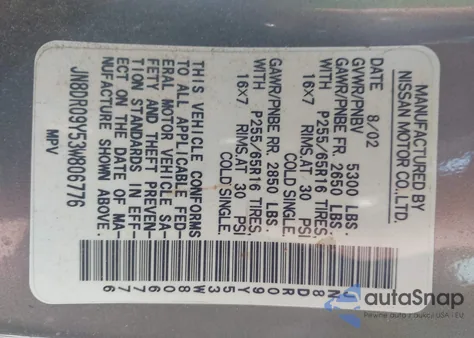 MANUFACTURED BY
NISSAN MOTOR CO., LTD.
DATE 8/02
GVWR/PNBV 5300 LBS.
GAWR/PNBE FR. 2650 LBS.
WITH P255/65R16 TIRES,
16X7 RIMS,AT 30 PSI
COLD SINGLE.
GAWR/PNBE RR. 2850 LBS.
WITH P255/65R16 TIRES
16X7 RIMS,AT 30 PSI
COLD SINGLE.
THIS VEHICLE CONFORMS
TO ALL APPLICABLE FED-
ERAL MOTOR VEHICLE SA-
FETY AND THEFT PREVEN-
TION STANDARDS IN EFF-
ECT ON THE DATE OF MA-
NUFACTURE SHOWN ABOVE.
JN8DR09Y53W806776
MPV
JN8DR09Y53W806776
autoSnap